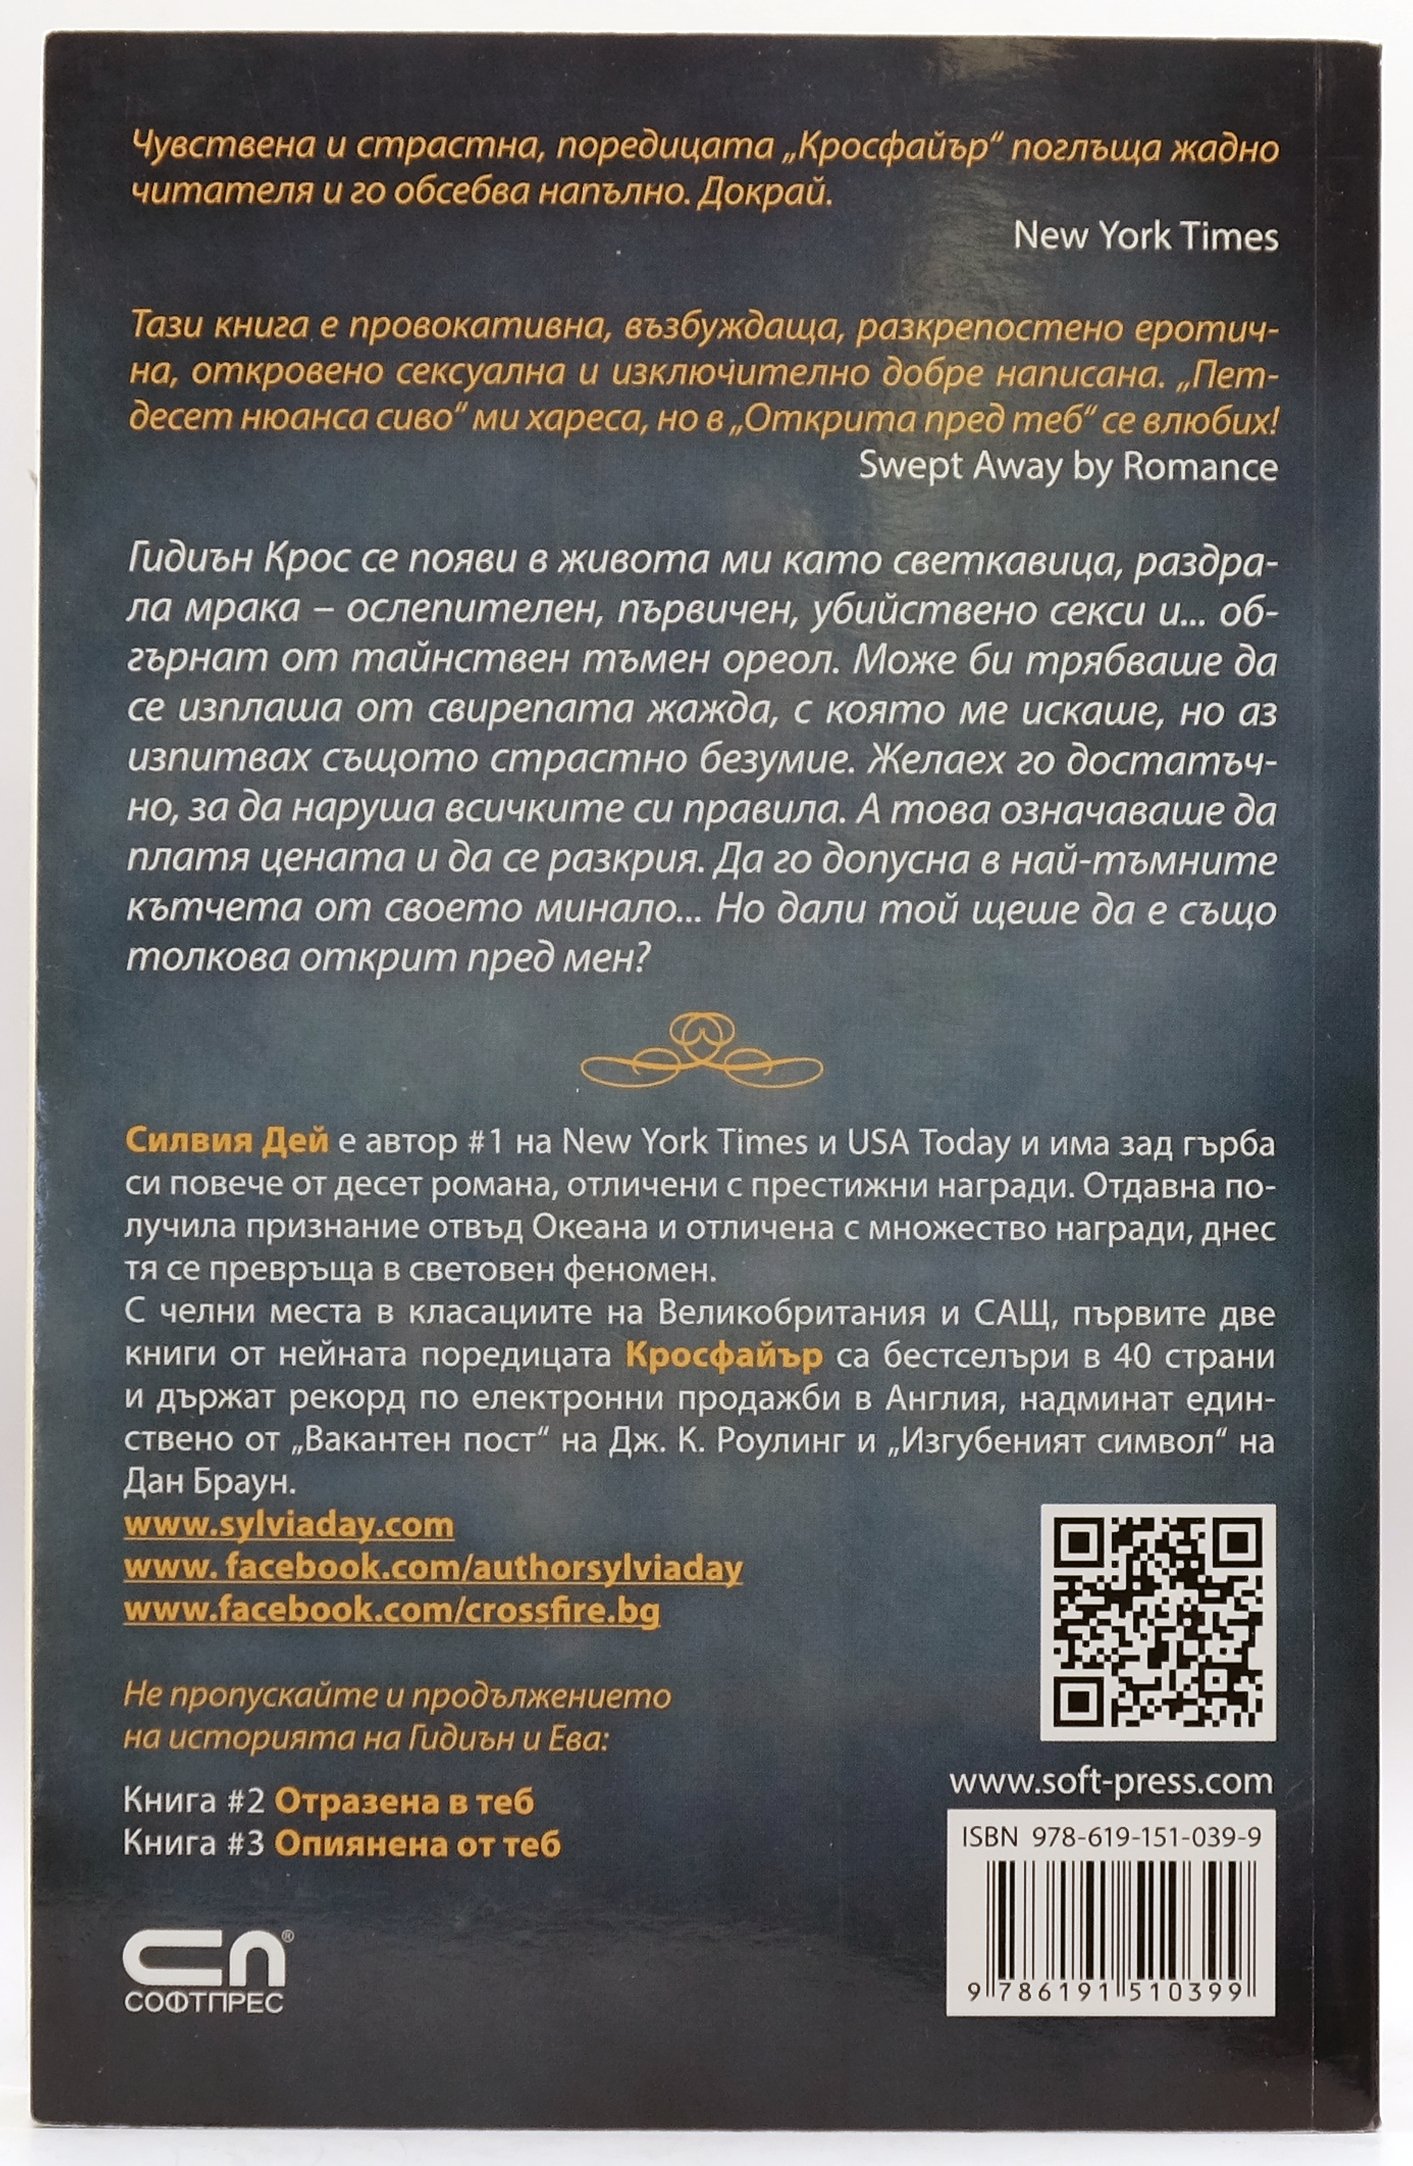 Чувствена и страстна, поредицата „Кросфайър“ поглъща жадно
читателя и го обсебва напълно. Докрай.
New York Times
Тази книга е провокативна, възбуждаща, разкрепостено еротич-
на, откровено сексуална и изключително добре написана. „Пет-
десет нюанса сиво“ ми хареса, но в „Открита пред теб“ се влюбих!
Swept Away by Romance
Гидиън Крос се появи в живота ми като светкавица, раздра-
ла мрака – ослепителен, първичен, убийствено секси и... об-
гърнат от тайнствен тъмен ореол. Може би трябваше да
се изплаша от свирепата жажда, с която ме искаше, но аз
изпитвах същото страстно безумие. Желаех го достатъч-
но, за да наруша всичките си правила. А това означаваше да
платя цената и да се разкрия. Да го допусна в най-тъмните
кътчета от своето минало... Но дали той щеше да е също
толкова открит пред мен?
Силвия Дей е автор #1 на New York Times и USA Today и има зад гърба
си повече от десет романа, отличени с престижни награди. Отдавна по-
лучила признание отвъд Океана и отличена с множество награди, днес
тя се превръща в световен феномен.
С челни места в класациите на Великобритания и САЩ, първите две
книги от нейната поредицата Кросфайър са бестселъри в 40 страни
и държат рекорд по електронни продажби в Англия, надминат един-
ствено от „Вакантен пост“ на Дж. К. Роулинг и „Изгубеният символ“ на
Дан Браун.
www.sylviaday.com
www. facebook.com/authorsylviaday
www.facebook.com/crossfire.bg
Не пропускайте и продължението
на историята на Гидиън и Ева:
Книга #2 Отразена в теб
Книга #3 Опиянена от теб
СП®
СОФТПРЕС
www.soft-press.com
ISBN 978-619-151-039-9
9 786191 510399